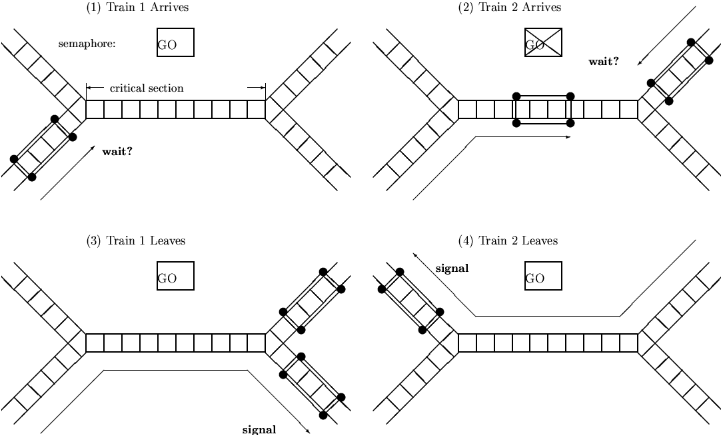 (1) Train 1 Arrives
semaphore:
GO
critical section
wait?
(2) Train 2 Arrives
GO
wait?
(3) Train 1 Leaves
GO
signal
(4) Train 2 Leaves
GO
signal